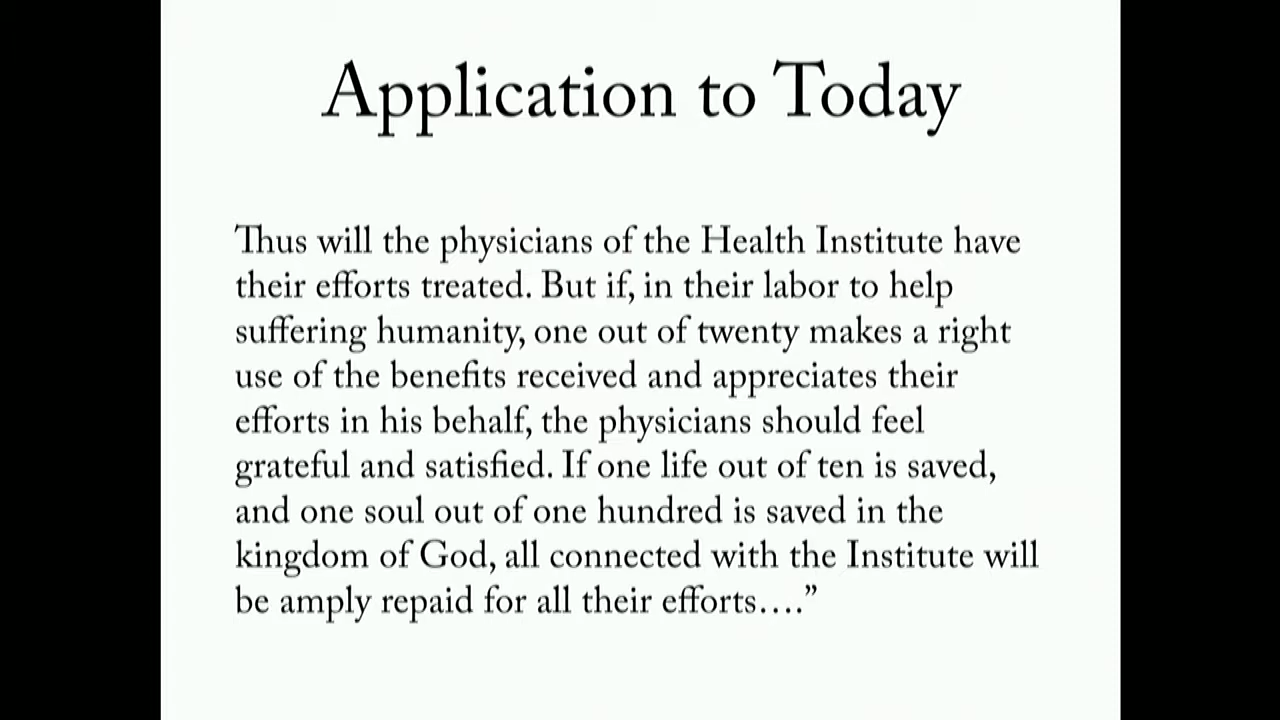 Application to Today
Thus will the physicians of the Health Institute have
their efforts treated. But if, in their labor to help
suffering humanity, one out of twenty makes a right
use of the benefits received and appreciates their
efforts in his behalf, the physicians should feel
grateful and satisfied. If one life out of ten is saved,
and one soul out of one hundred is saved in the
kingdom of God, all connected with the Institute will
be amply repaid for all their efforts….”